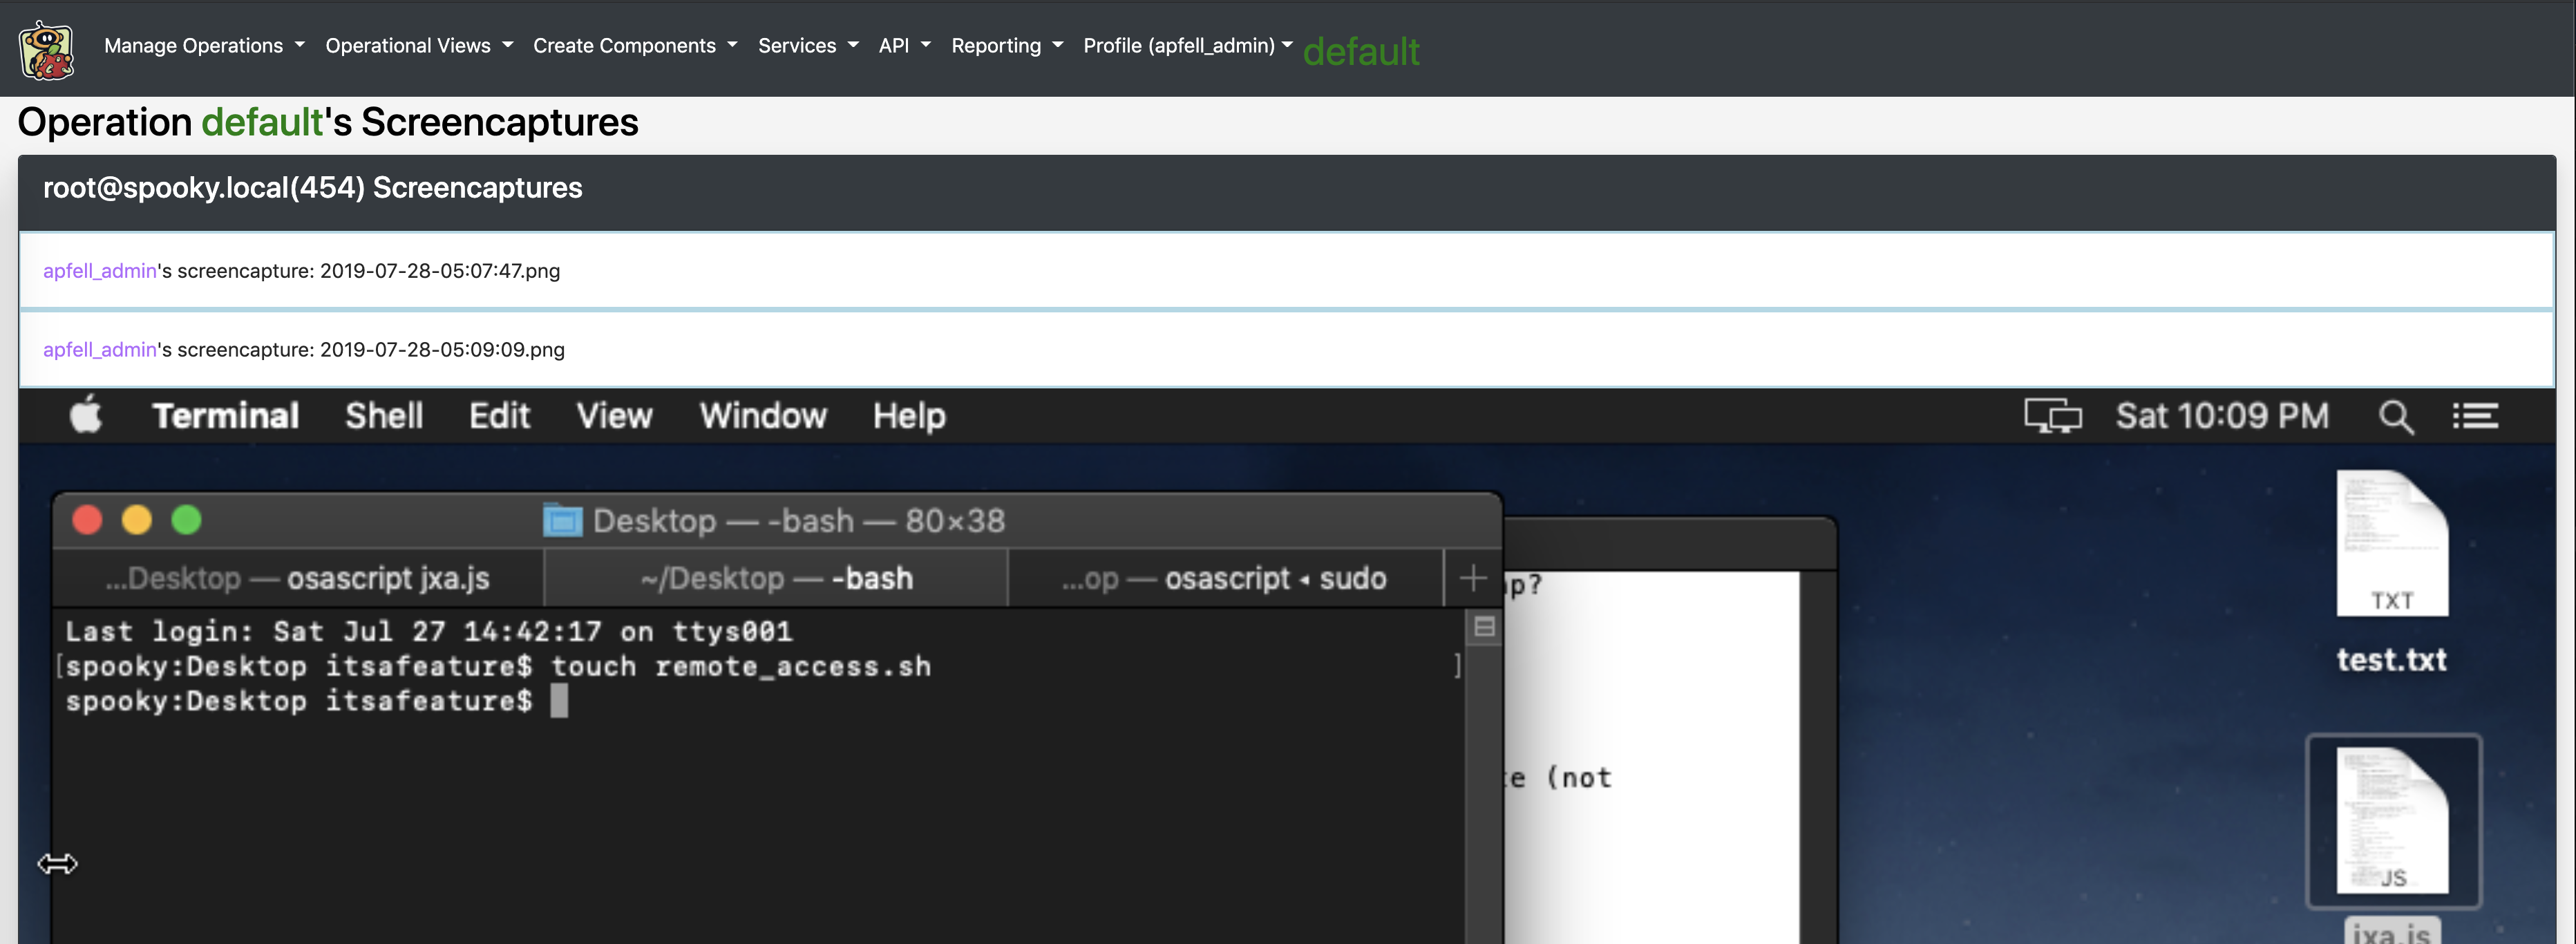 Manage Operations Operational Views Create Components Services API Reporting Profile (apfell_admin) default
Operation default's Screencaptures
root@spooky.local(454) Screencaptures
apfell_admin's screencapture: 2019-07-28-05:07:47.png
apfell_admin's screencapture: 2019-07-28-05:09:09.png
Terminal Shell Edit View Window Help Sat 10:09 PM
Desktop — -bash — 80×38
...Desktop — osascript jxa.js ~/Desktop — -bash ...op — osascript ◂ sudo +
Last login: Sat Jul 27 14:42:17 on ttys001
[spooky:Desktop itsafeature$ touch remote_access.sh ]
spooky:Desktop itsafeature$
(not
TXT
test.txt
JS
jxa.js